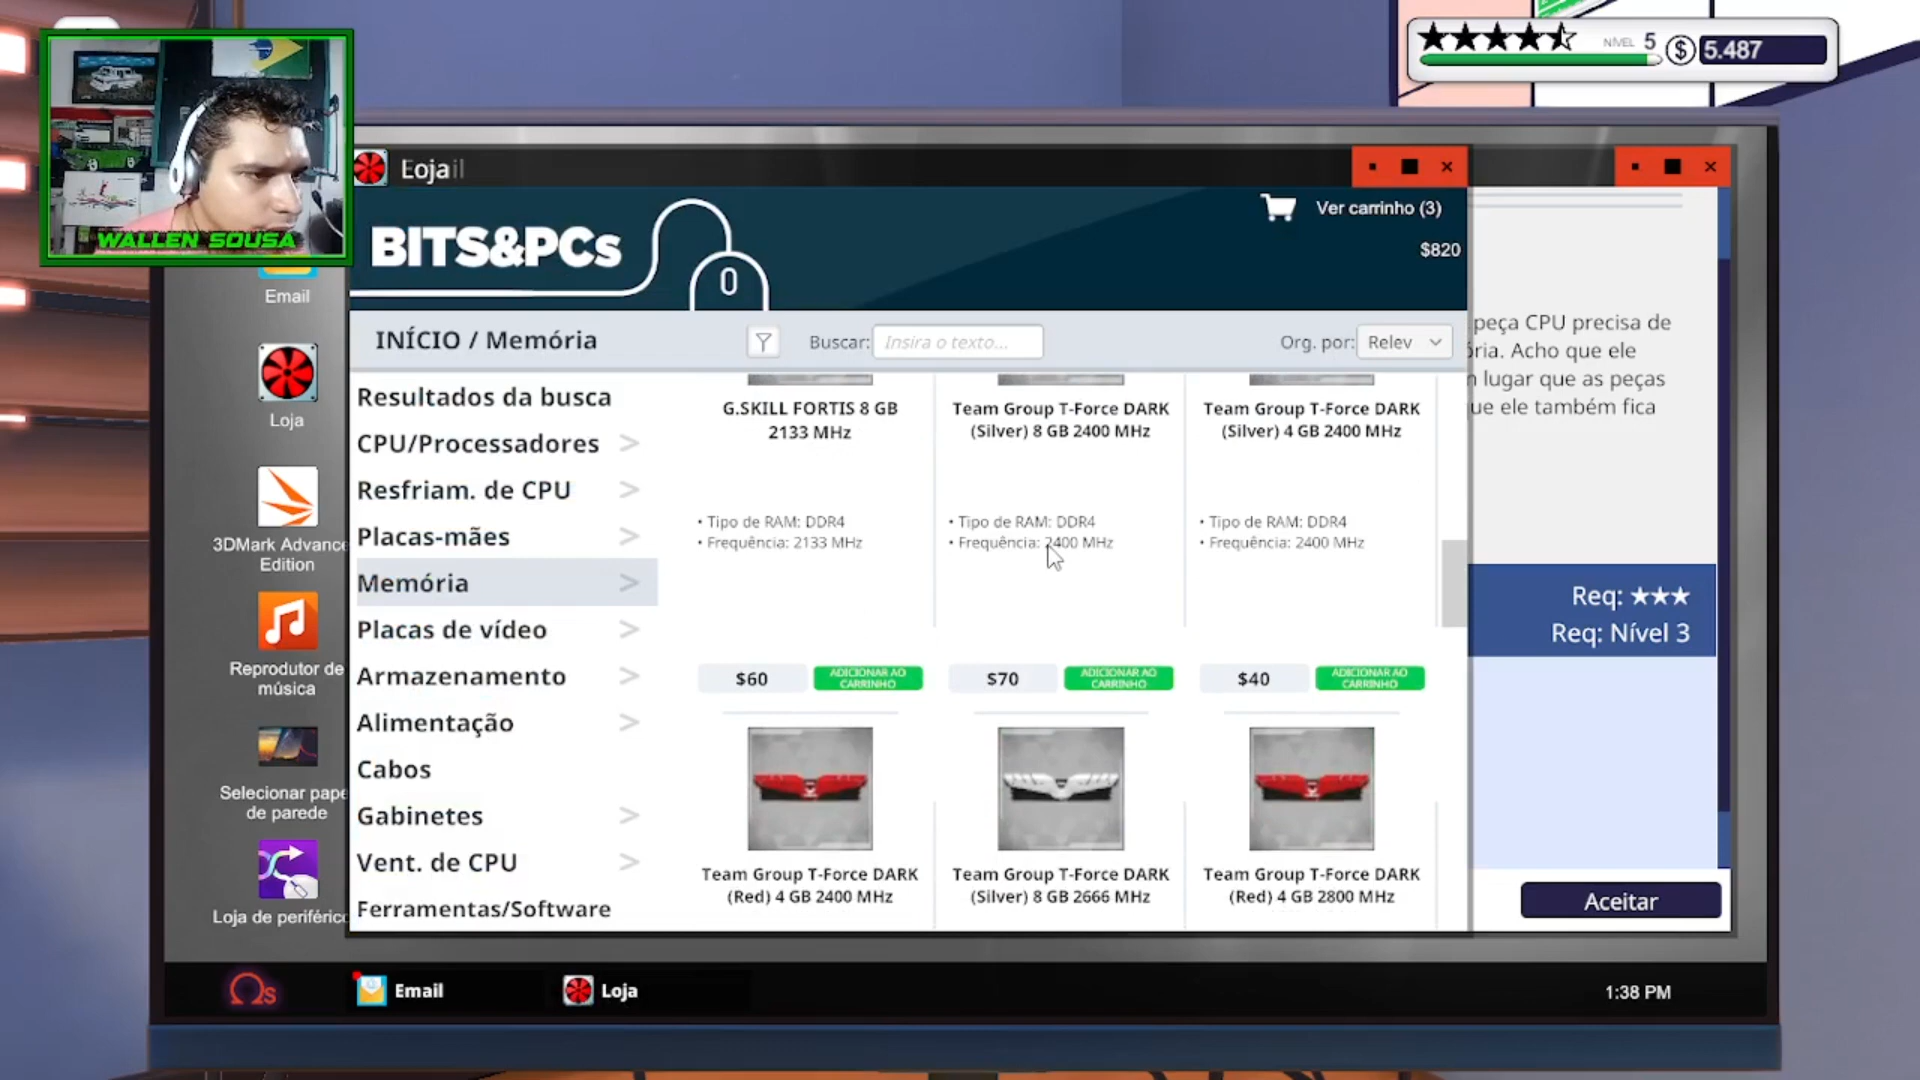 NÍVEL 5
$ 5.487
WALLEN SOUSA
Ver carrinho (3)
$820
BITS&PCs
INÍCIO / Memória
Buscar: Insira o texto...
Org. por: Relev
Email
Loja
3DMark Advance
Edition
Reprodutor de
música
Selecionar pape
de parede
Loja de periféric
Resultados da busca
CPU/Processadores >
Resfriam. de CPU >
Placas-mães >
Memória >
Placas de vídeo >
Armazenamento >
Alimentação >
Cabos
Gabinetes >
Vent. de CPU >
Ferramentas/Software
G.SKILL FORTIS 8 GB
2133 MHz
• Tipo de RAM: DDR4
• Frequência: 2133 MHz
$60
ADICIONAR AO
CARRINHO
Team Group T-Force DARK
(Silver) 8 GB 2400 MHz
• Tipo de RAM: DDR4
• Frequência: 2400 MHz
$70
ADICIONAR AO
CARRINHO
Team Group T-Force DARK
(Silver) 4 GB 2400 MHz
• Tipo de RAM: DDR4
• Frequência: 2400 MHz
$40
ADICIONAR AO
CARRINHO
Team Group T-Force DARK
(Red) 4 GB 2400 MHz
Team Group T-Force DARK
(Silver) 8 GB 2666 MHz
Team Group T-Force DARK
(Red) 4 GB 2800 MHz
peça CPU precisa de
ória. Acho que ele
lugar que as peças
ue ele também fica
Req: ★★★
Req: Nível 3
Aceitar
Ωs
Email
Loja
1:38 PM